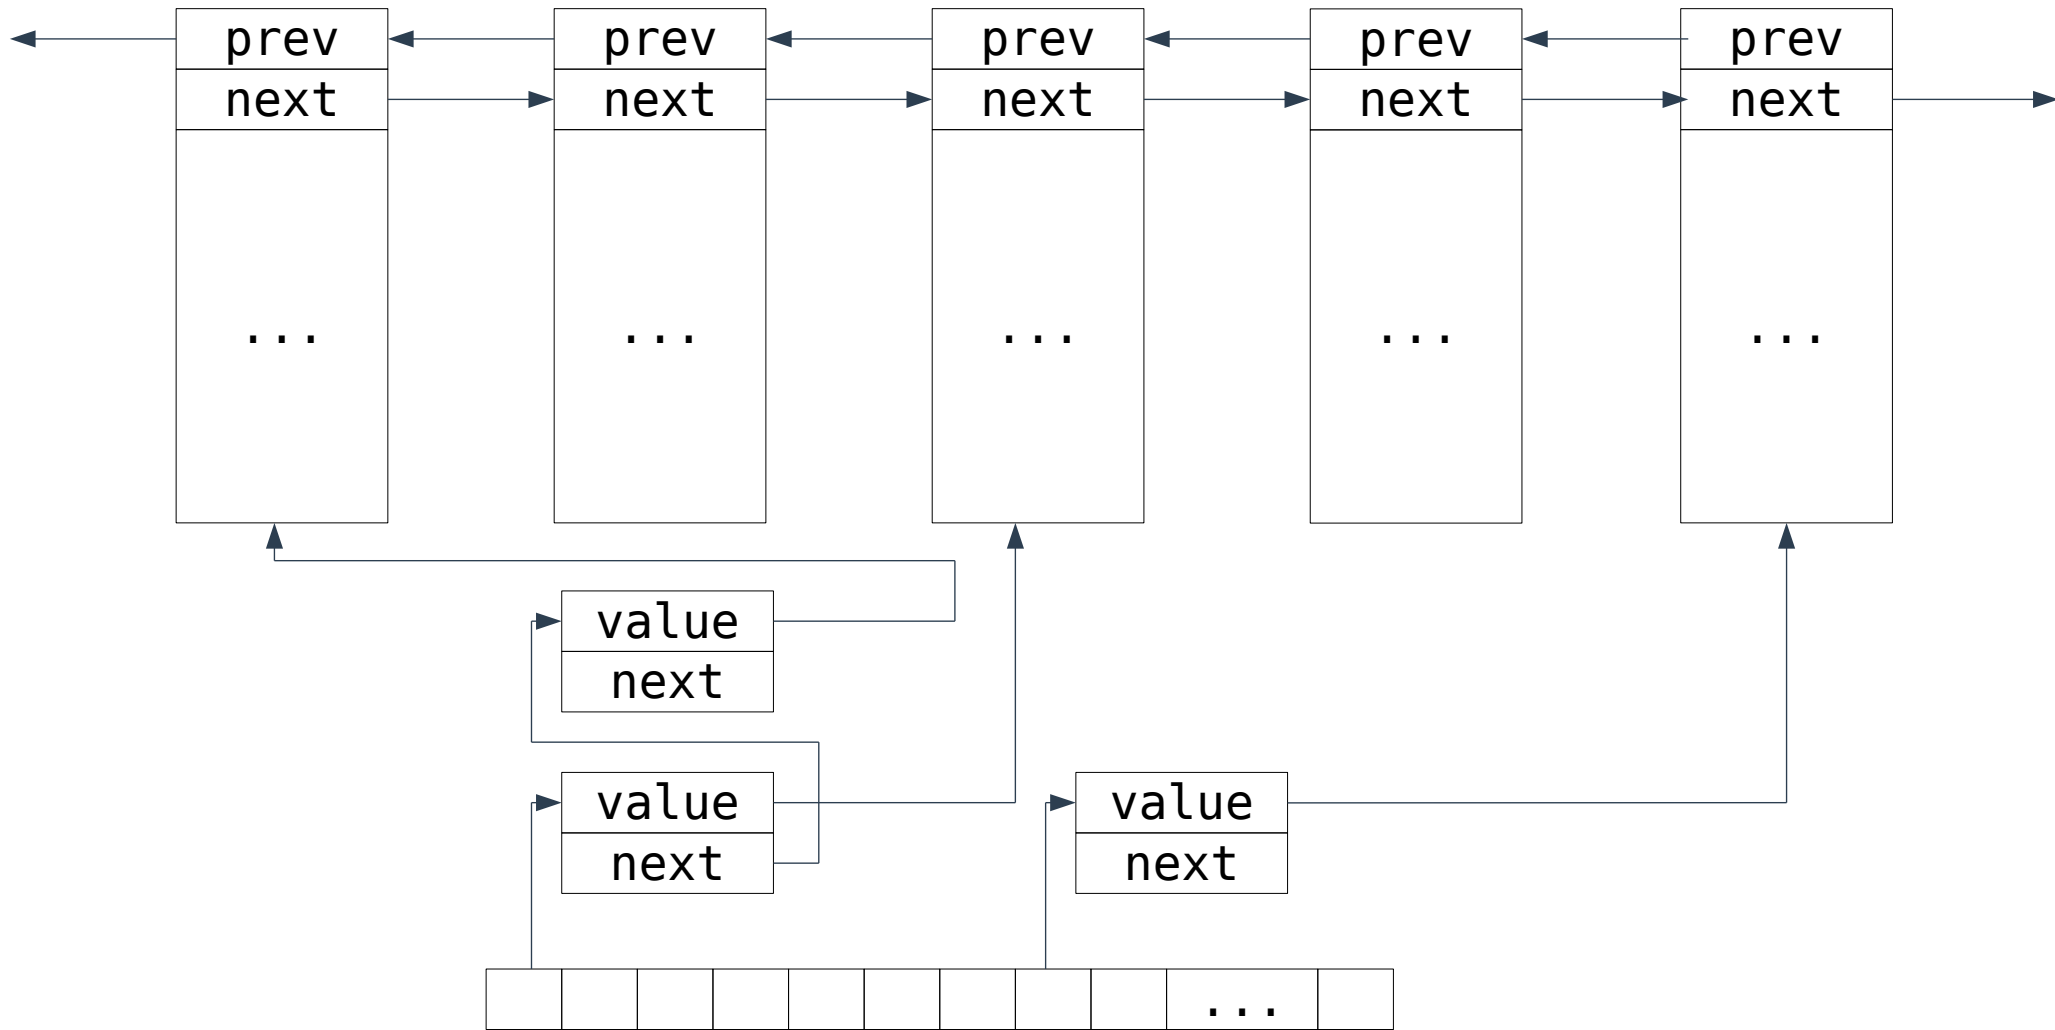 prev prev prev prev prev
next next next next next
... ... ... ... ...
value
next
value value
next next
...